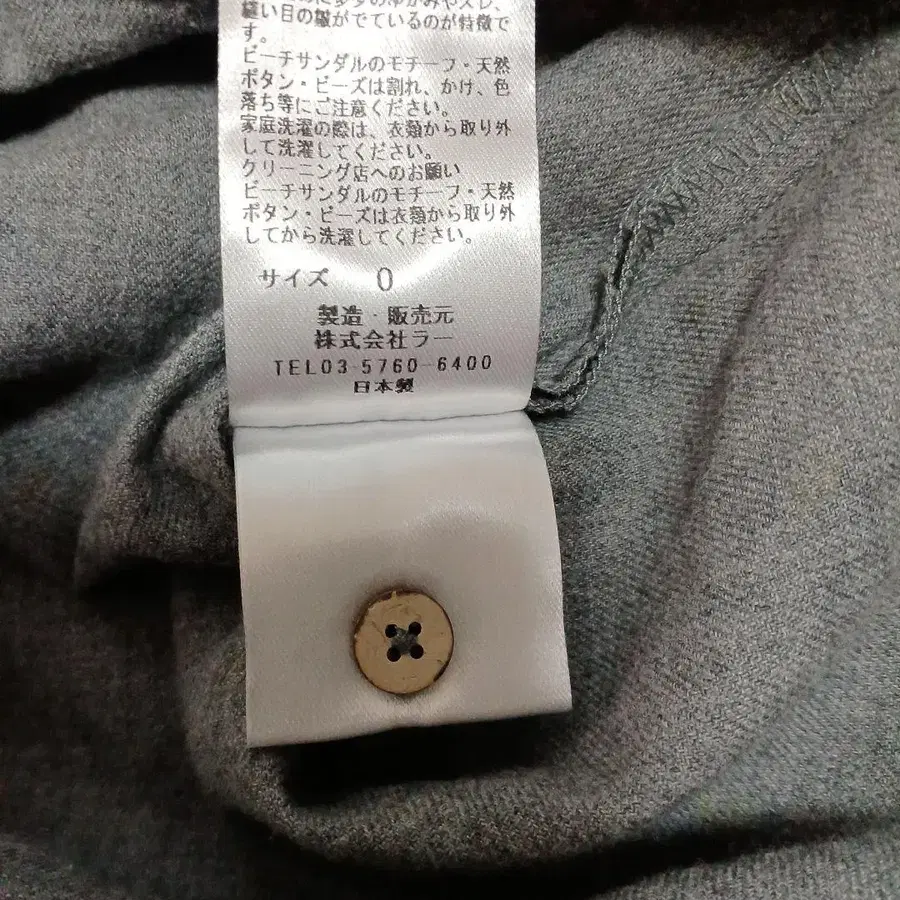 縫い目の皺がでているのが特徴で
す。
ビーチサンダルのモチーフ・天然
ボタン・ビーズは割れ、かけ、色
落ち等にご注意ください。
家庭洗濯の際は、衣類から取り外
して洗濯してください。
クリーニング店へのお願い
ビーチサンダルのモチーフ・天然
ボタン・ビーズは衣類から取り外
してから洗濯してください。
サイズ 0
製造・販売元
株式会社ラー
TEL03-5760-6400
日本製